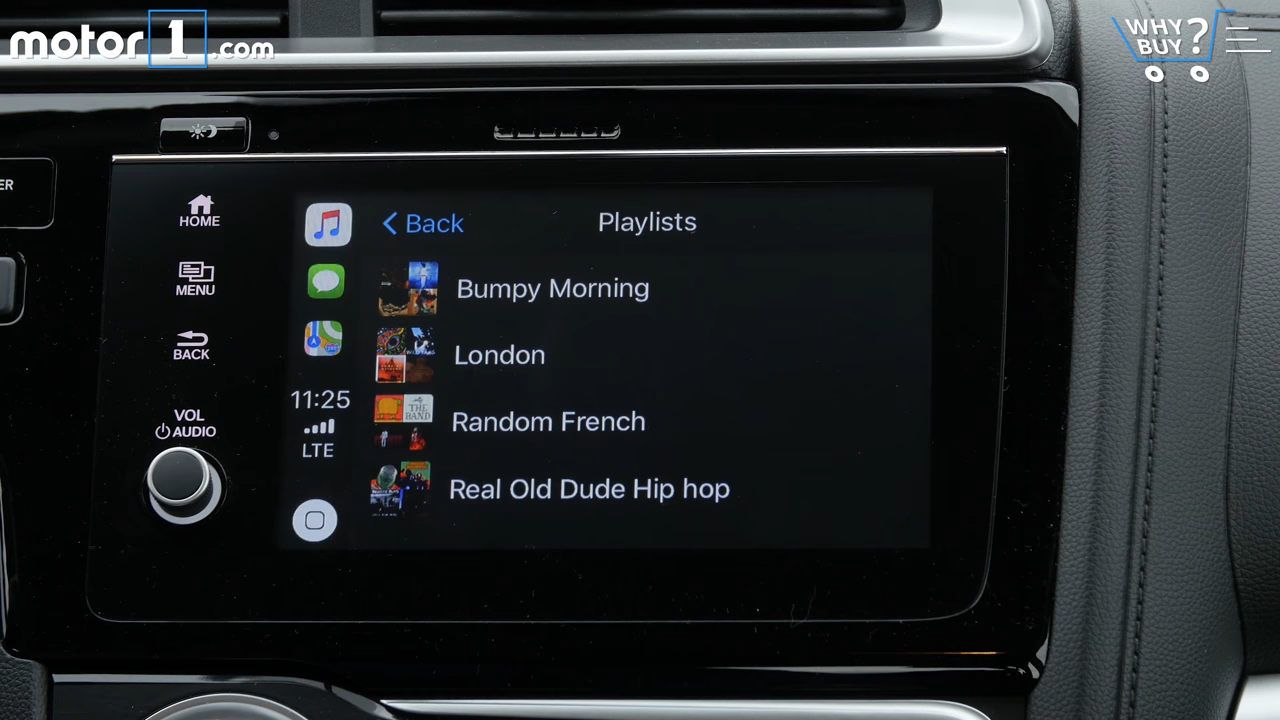 motor1.com
WHY
BUY?
ER
HOME
MENU
BACK
VOL
AUDIO
11:25
LTE
Back
Playlists
Bumpy Morning
London
Random French
THE
BAND
Real Old Dude Hip hop